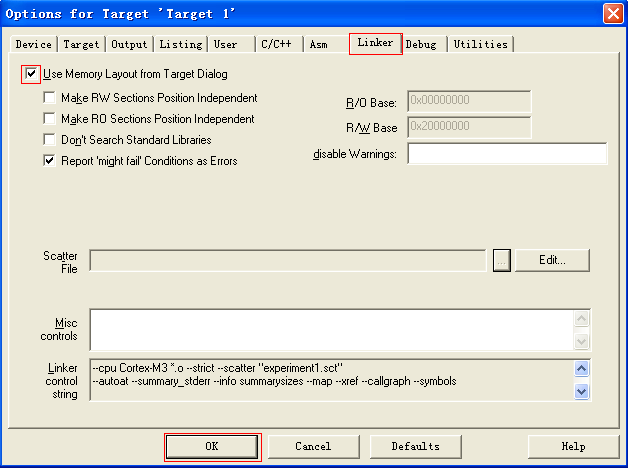 Options for Target 'Target 1'
Device Target Output Listing User C/C++ Asm Linker Debug Utilities
Use Memory Layout from Target Dialog
Make RW Sections Position Independent
R/O Base: 0x00000000
Make RO Sections Position Independent
R/W Base 0x20000000
Don't Search Standard Libraries
disable Warnings:
Report 'might fail' Conditions as Errors
Scatter
File
... Edit...
Misc
controls
Linker
control
string
--cpu Cortex-M3 *.o --strict --scatter "experiment1.sct"
--autoat --summary_stderr --info summarysizes --map --xref --callgraph --symbols
OK Cancel Defaults Help